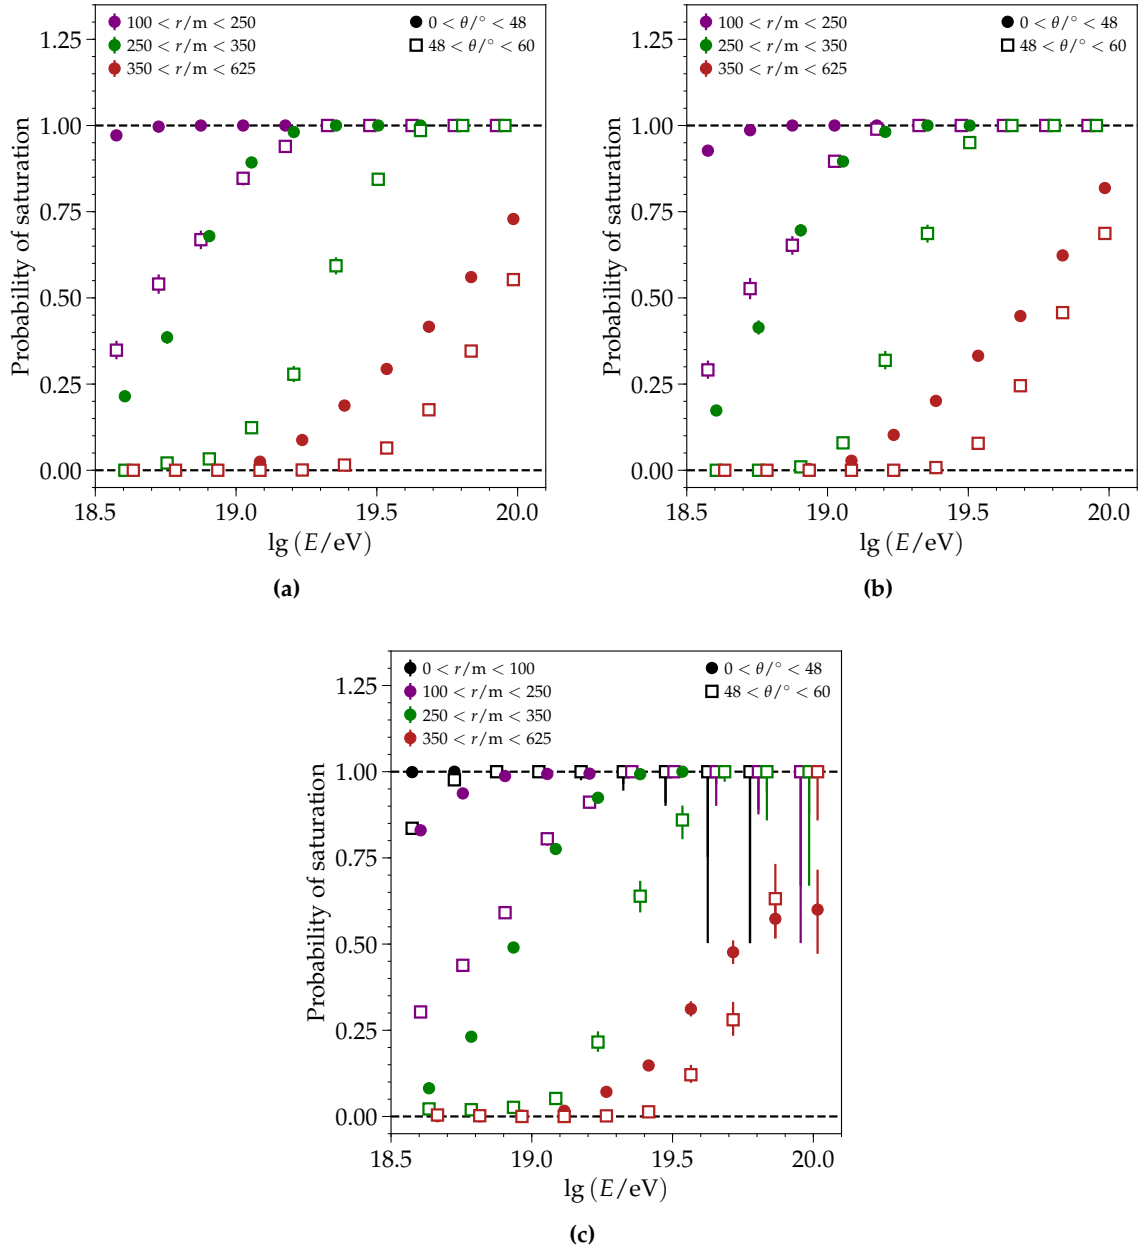 100 < r/m < 250
250 < r/m < 350
350 < r/m < 625
0 < θ/° < 48
48 < θ/° < 60
Probability of saturation
1.25
1.00
0.75
0.50
0.25
0.00
18.5 19.0 19.5 20.0
lg (E/eV)
(a)
100 < r/m < 250
250 < r/m < 350
350 < r/m < 625
0 < θ/° < 48
48 < θ/° < 60
Probability of saturation
1.25
1.00
0.75
0.50
0.25
0.00
18.5 19.0 19.5 20.0
lg (E/eV)
(b)
0 < r/m < 100
100 < r/m < 250
250 < r/m < 350
350 < r/m < 625
0 < θ/° < 48
48 < θ/° < 60
Probability of saturation
1.25
1.00
0.75
0.50
0.25
0.00
18.5 19.0 19.5 20.0
lg (E/eV)
(c)